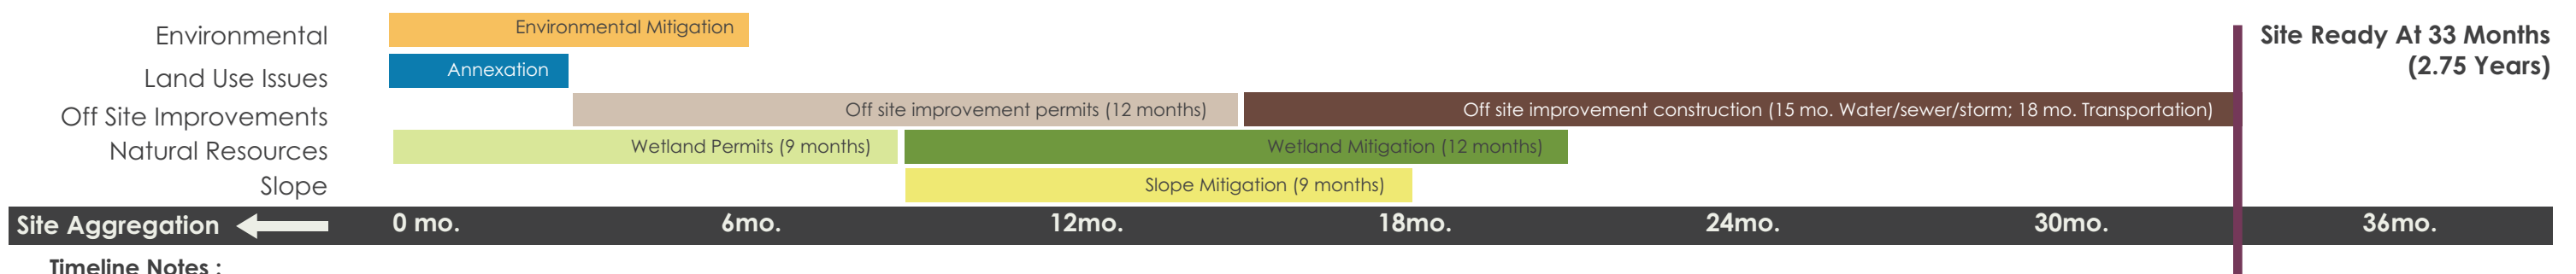 Environmental
Environmental Mitigation
Site Ready At 33 Months
(2.75 Years)
Land Use Issues
Annexation
Off Site Improvements
Off site improvement permits (12 months)
Off site improvement construction (15 mo. Water/sewer/storm; 18 mo. Transportation)
Natural Resources
Wetland Permits (9 months)
Wetland Mitigation (12 months)
Slope
Slope Mitigation (9 months)
Site Aggregation 0 mo. 6mo. 12mo. 18mo. 24mo. 30mo. 36mo.
Timeline Notes :